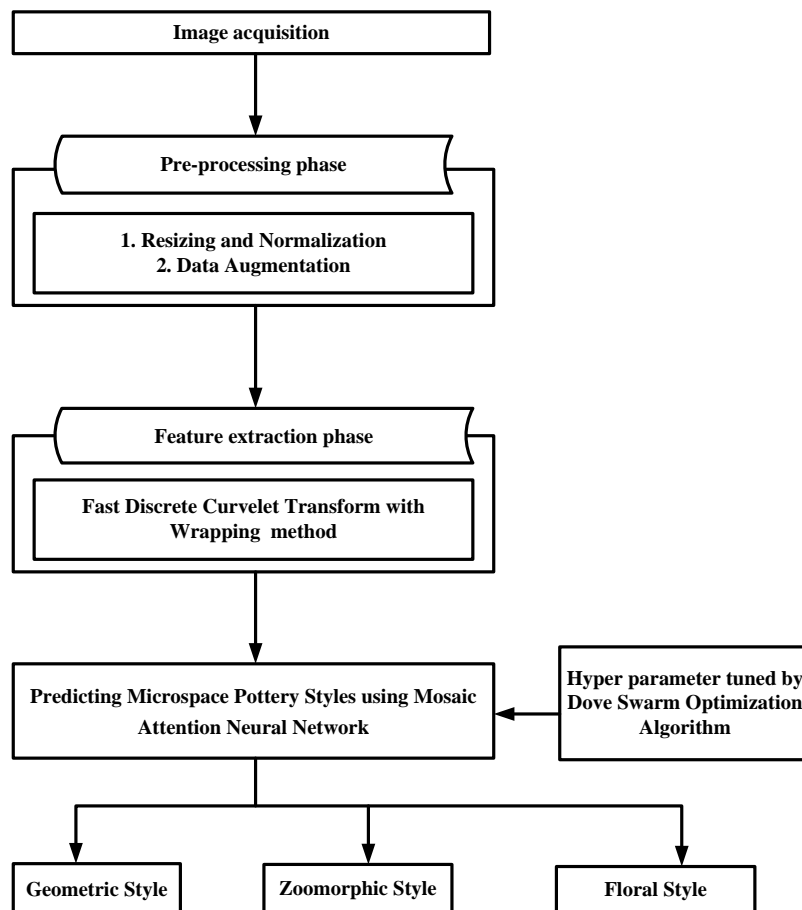 Image acquisition
Pre-processing phase
1. Resizing and Normalization
2. Data Augmentation
Feature extraction phase
Fast Discrete Curvelet Transform with
Wrapping method
Predicting Microspace Pottery Styles using Mosaic
Attention Neural Network
Hyper parameter tuned by
Dove Swarm Optimization
Algorithm
Geometric Style
Zoomorphic Style
Floral Style